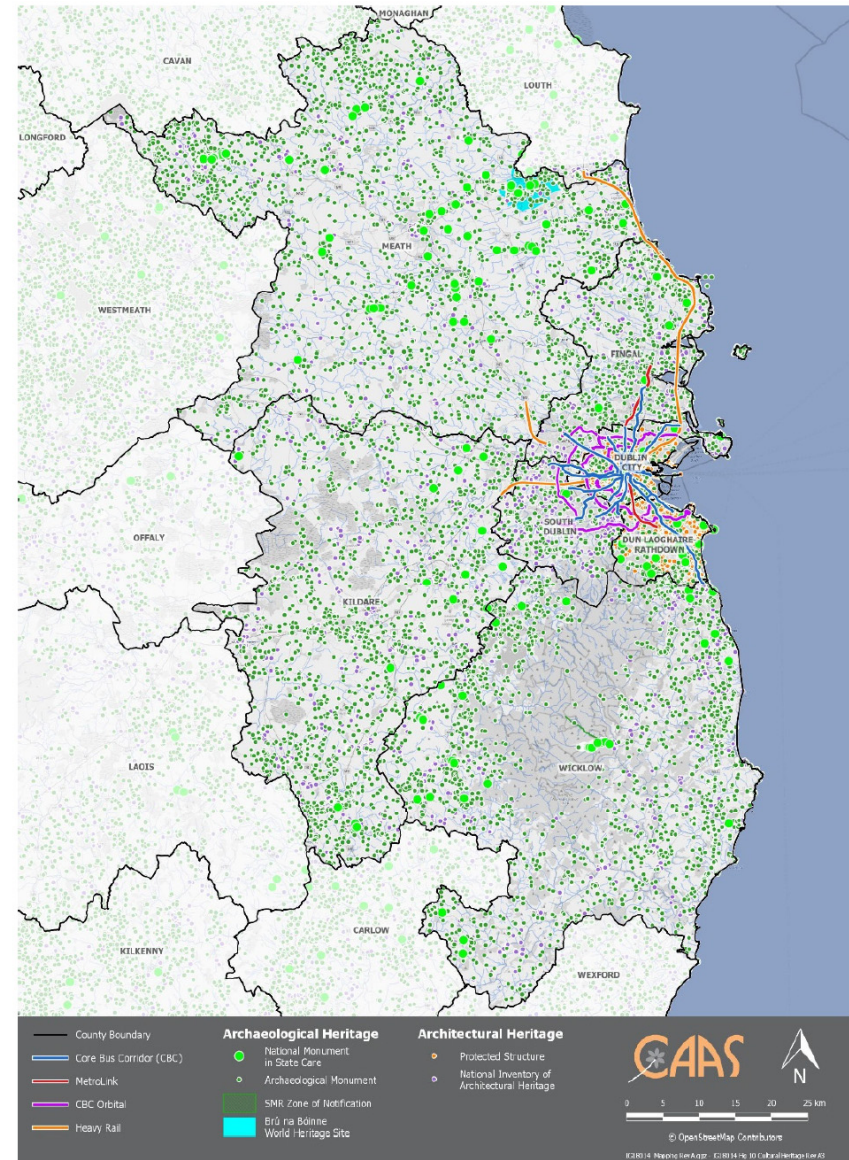 MONAGHAN
CAVAN
LOUTH
LONGFORD
MEATH
WESTMEATH
FINGAL
DUBLIN
CITY
SOUTH
DUBLIN
DUN LAOGHAIRE
RATHDOWN
OFFALY
KILDARE
LAOIS
WICKLOW
CARLOW
KILKENNY
WEXFORD
County Boundary
Core Bus Corridor (CBC)
MetroLink
CBC Orbital
Heavy Rail
Archaeological Heritage
National Monument
in State Care
Archaeological Monument
SMR Zone of Notification
Brú na Bóinne
World Heritage Site
Architectural Heritage
Protected Structure
National Inventory of
Architectural Heritage
CAAS
N
0 5 10 15 20 25 km
© OpenStreetMap Contributors